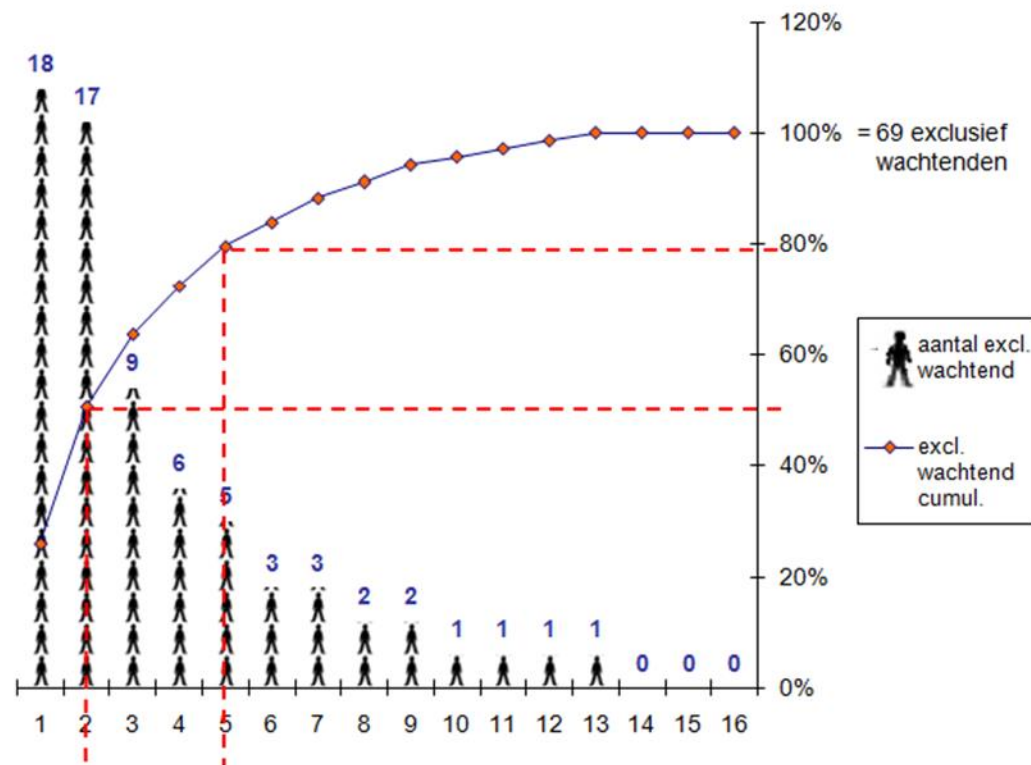 120%
18
17
100% = 69 exclusief
wachtenden
80%
9
60%
aantal excl.
wachtend
6
5
40%
excl.
wachtend
cumul.
3 3
2 2
20%
1 1 1 1
0 0 0
0%
1 2 3 4 5 6 7 8 9 10 11 12 13 14 15 16